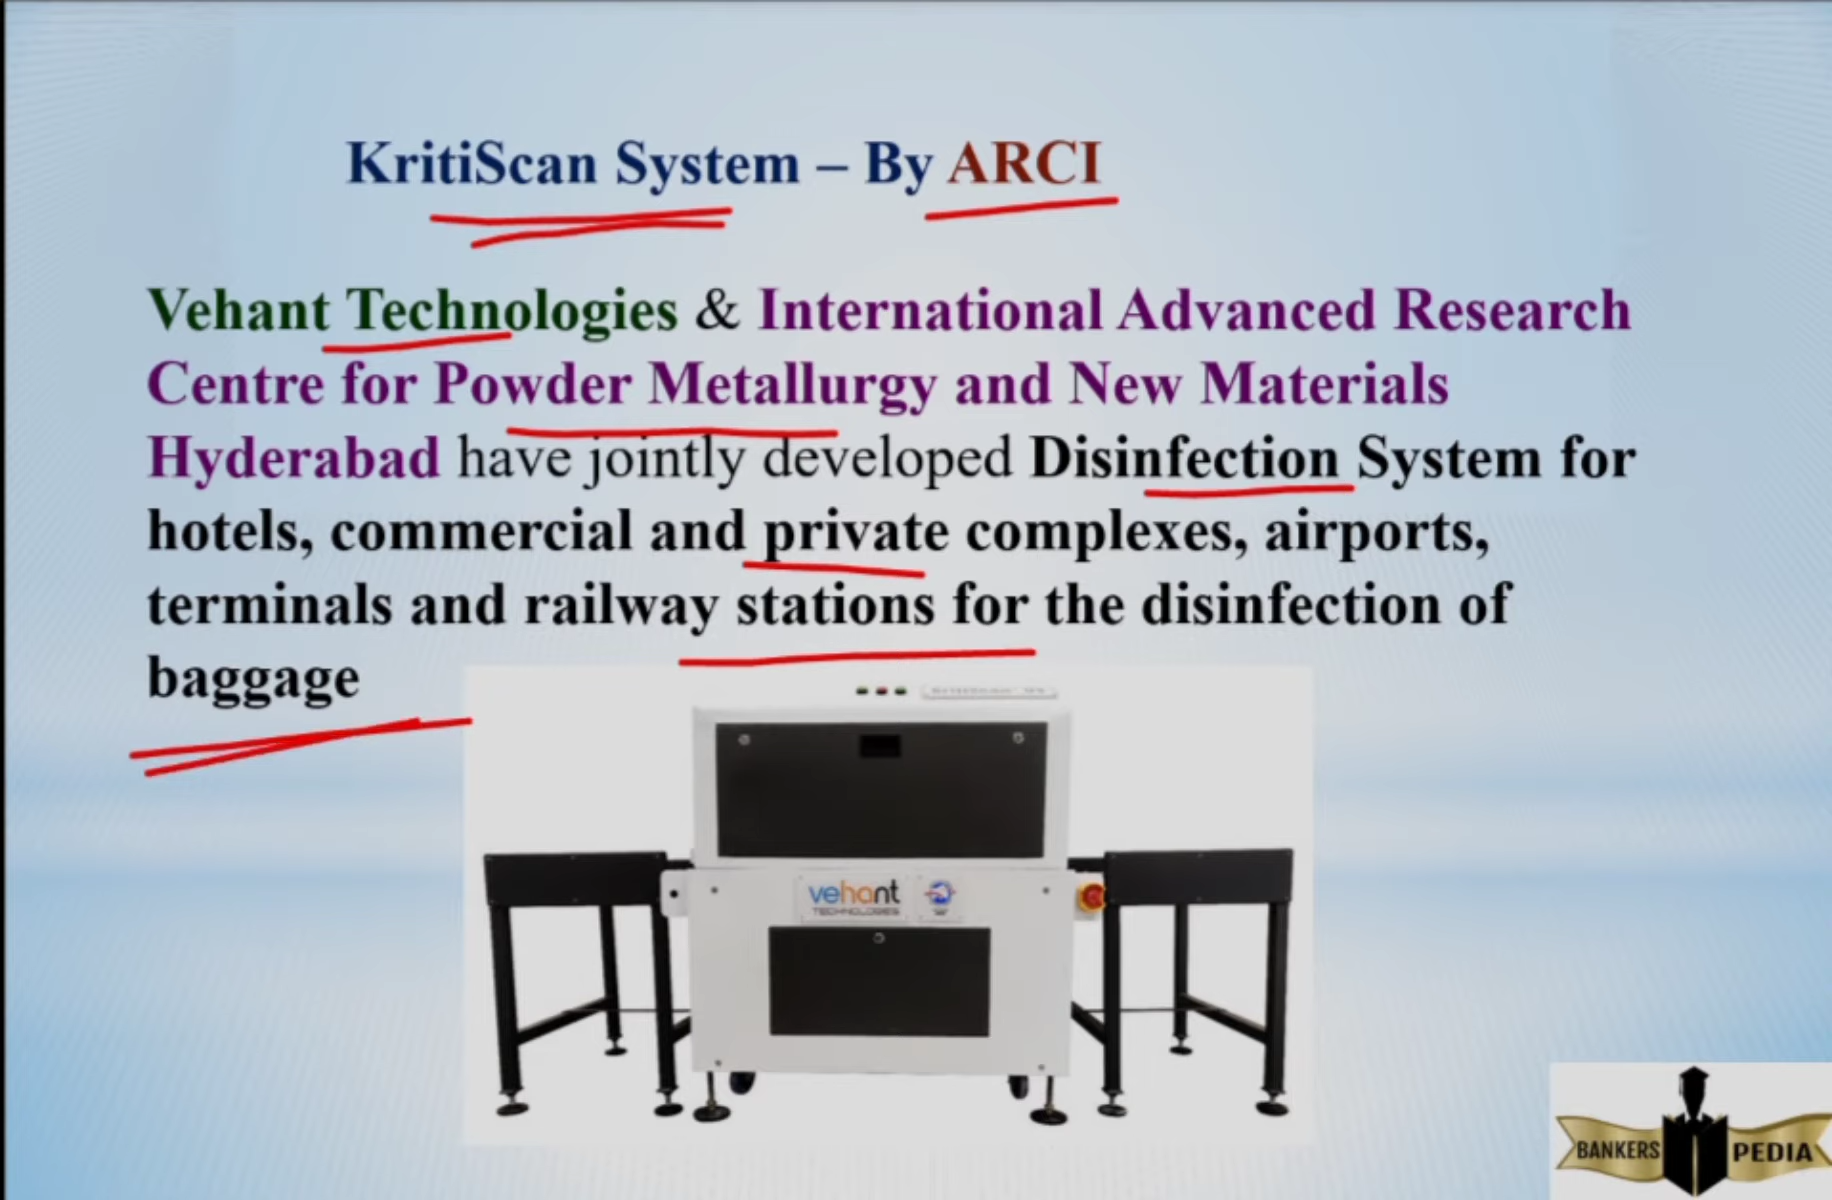 KritiScan System – By ARCI
Vehant Technologies & International Advanced Research
Centre for Powder Metallurgy and New Materials
Hyderabad have jointly developed Disinfection System for
hotels, commercial and private complexes, airports,
terminals and railway stations for the disinfection of
baggage
vehant
TECHNOLOGIES
BANKERS PEDIA